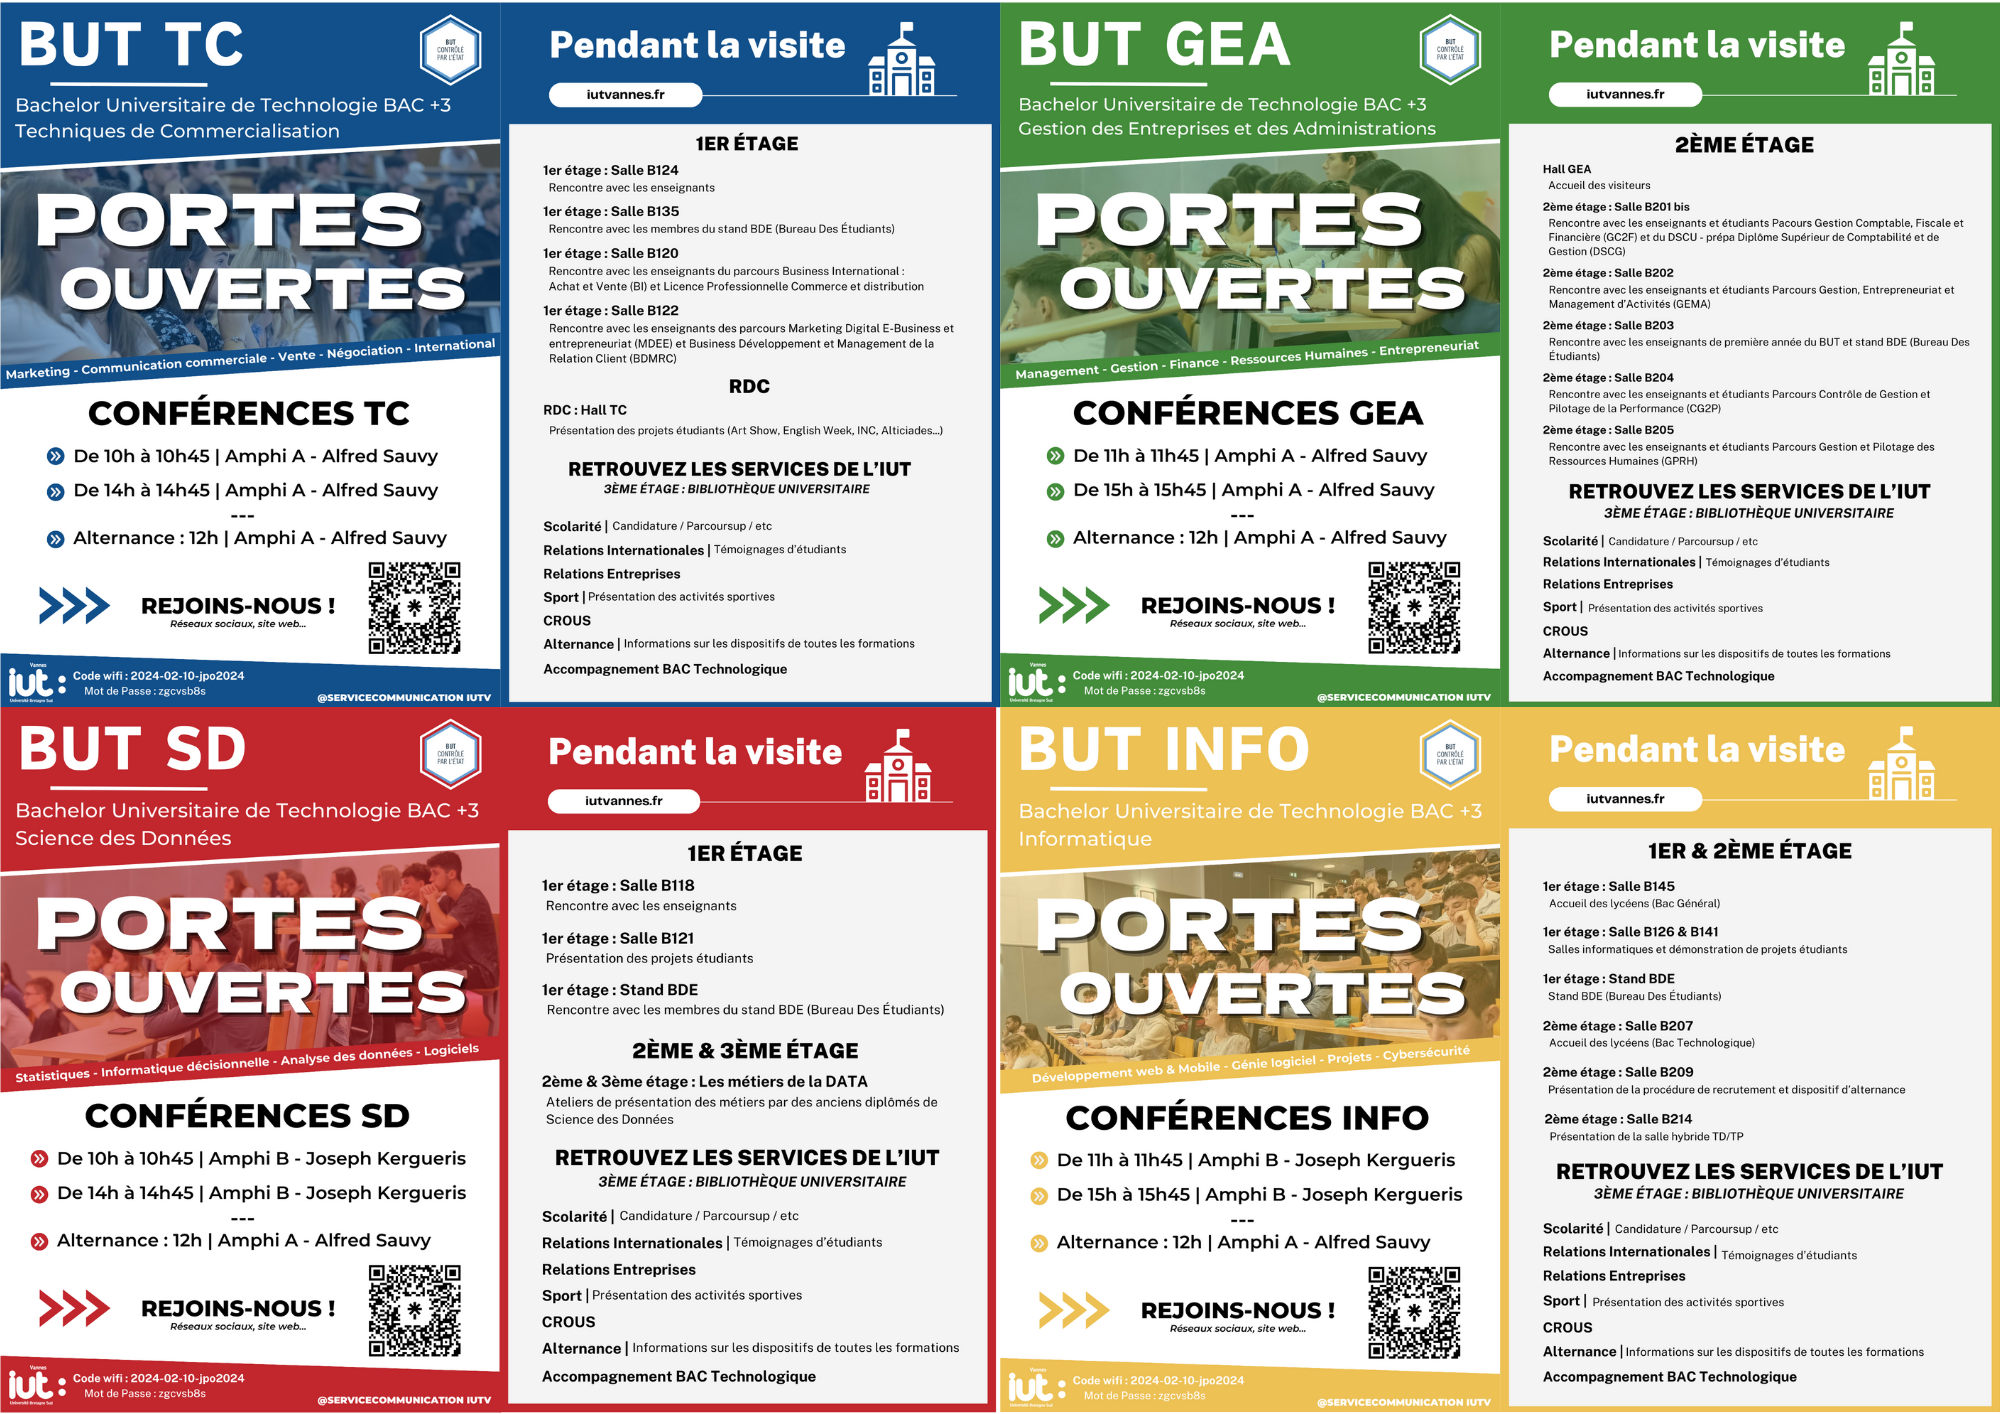 BUT TC
BUT
CONTRÔLÉ
PAR L'ÉTAT
Bachelor Universitaire de Technologie BAC +3
Techniques de Commercialisation
PORTES
OUVERTES
Marketing - Communication commerciale - Vente - Négociation - International
CONFÉRENCES TC
De 10h à 10h45 | Amphi A - Alfred Sauvy
De 14h à 14h45 | Amphi A - Alfred Sauvy
---
Alternance : 12h | Amphi A - Alfred Sauvy
REJOINS-NOUS !
Réseaux sociaux, site web...
Vannes
iut:
Université Bretagne Sud
Code wifi : 2024-02-10-jpo2024
Mot de Passe : zgcvsb8s
@SERVICECOMMUNICATION IUTV
Pendant la visite
iutvannes.fr
1ER ÉTAGE
1er étage : Salle B124
Rencontre avec les enseignants
1er étage : Salle B135
Rencontre avec les membres du stand BDE (Bureau Des Étudiants)
1er étage : Salle B120
Rencontre avec les enseignants du parcours Business International :
Achat et Vente (BI) et Licence Professionnelle Commerce et distribution
1er étage : Salle B122
Rencontre avec les enseignants des parcours Marketing Digital E-Business et
entrepreneuriat (MDEE) et Business Développement et Management de la
Relation Client (BDMRC)
RDC
RDC : Hall TC
Présentation des projets étudiants (Art Show, English Week, INC, Alticiades...)
RETROUVEZ LES SERVICES DE L'IUT
3ÈME ÉTAGE : BIBLIOTHÈQUE UNIVERSITAIRE
Scolarité | Candidature / Parcoursup / etc
Relations Internationales | Témoignages d'étudiants
Relations Entreprises
Sport | Présentation des activités sportives
CROUS
Alternance | Informations sur les dispositifs de toutes les formations
Accompagnement BAC Technologique
BUT GEA
BUT
CONTRÔLÉ
PAR L'ÉTAT
Bachelor Universitaire de Technologie BAC +3
Gestion des Entreprises et des Administrations
PORTES
OUVERTES
Management - Gestion - Finance - Ressources Humaines - Entrepreneuriat
CONFÉRENCES GEA
De 11h à 11h45 | Amphi A - Alfred Sauvy
De 15h à 15h45 | Amphi A - Alfred Sauvy
---
Alternance : 12h | Amphi A - Alfred Sauvy
REJOINS-NOUS !
Réseaux sociaux, site web...
Vannes
iut:
Université Bretagne Sud
Code wifi : 2024-02-10-jpo2024
Mot de Passe : zgcvsb8s
@SERVICECOMMUNICATION IUTV
Pendant la visite
iutvannes.fr
2ÈME ÉTAGE
Hall GEA
Accueil des visiteurs
2ème étage : Salle B201 bis
Rencontre avec les enseignants et étudiants Pacours Gestion Comptable, Fiscale et
Financière (GC2F) et du DSCU - prépa Diplôme Supérieur de Comptabilité et de
Gestion (DSCG)
2ème étage : Salle B202
Rencontre avec les enseignants et étudiants Parcours Gestion, Entrepreneuriat et
Management d'Activités (GEMA)
2ème étage : Salle B203
Rencontre avec les enseignants de première année du BUT et stand BDE (Bureau Des
Étudiants)
2ème étage : Salle B204
Rencontre avec les enseignants et étudiants Parcours Contrôle de Gestion et
Pilotage de la Performance (CG2P)
2ème étage : Salle B205
Rencontre avec les enseignants et étudiants Parcours Gestion et Pilotage des
Ressources Humaines (GPRH)
RETROUVEZ LES SERVICES DE L'IUT
3ÈME ÉTAGE : BIBLIOTHÈQUE UNIVERSITAIRE
Scolarité | Candidature / Parcoursup / etc
Relations Internationales | Témoignages d'étudiants
Relations Entreprises
Sport | Présentation des activités sportives
CROUS
Alternance | Informations sur les dispositifs de toutes les formations
Accompagnement BAC Technologique
BUT SD
BUT
CONTRÔLÉ
PAR L'ÉTAT
Bachelor Universitaire de Technologie BAC +3
Science des Données
PORTES
OUVERTES
Statistiques - Informatique décisionnelle - Analyse des données - Logiciels
CONFÉRENCES SD
De 10h à 10h45 | Amphi B - Joseph Kergueris
De 14h à 14h45 | Amphi B - Joseph Kergueris
---
Alternance : 12h | Amphi A - Alfred Sauvy
REJOINS-NOUS !
Réseaux sociaux, site web...
Vannes
iut:
Université Bretagne Sud
Code wifi : 2024-02-10-jpo2024
Mot de Passe : zgcvsb8s
@SERVICECOMMUNICATION IUTV
Pendant la visite
iutvannes.fr
1ER ÉTAGE
1er étage : Salle B118
Rencontre avec les enseignants
1er étage : Salle B121
Présentation des projets étudiants
1er étage : Stand BDE
Rencontre avec les membres du stand BDE (Bureau Des Étudiants)
2ÈME & 3ÈME ÉTAGE
2ème & 3ème étage : Les métiers de la DATA
Ateliers de présentation des métiers par des anciens diplômés de
Science des Données
RETROUVEZ LES SERVICES DE L'IUT
3ÈME ÉTAGE : BIBLIOTHÈQUE UNIVERSITAIRE
Scolarité | Candidature / Parcoursup / etc
Relations Internationales | Témoignages d'étudiants
Relations Entreprises
Sport | Présentation des activités sportives
CROUS
Alternance | Informations sur les dispositifs de toutes les formations
Accompagnement BAC Technologique
BUT INFO
BUT
CONTRÔLÉ
PAR L'ÉTAT
Bachelor Universitaire de Technologie BAC +3
Informatique
PORTES
OUVERTES
Développement web & Mobile - Génie logiciel - Projets - Cybersécurité
CONFÉRENCES INFO
De 11h à 11h45 | Amphi B - Joseph Kergueris
De 15h à 15h45 | Amphi B - Joseph Kergueris
---
Alternance : 12h | Amphi A - Alfred Sauvy
REJOINS-NOUS !
Réseaux sociaux, site web...
Vannes
iut:
Université Bretagne Sud
Code wifi : 2024-02-10-jpo2024
Mot de Passe : zgcvsb8s
@SERVICECOMMUNICATION IUTV
Pendant la visite
iutvannes.fr
1ER & 2ÈME ÉTAGE
1er étage : Salle B145
Accueil des lycéens (Bac Général)
1er étage : Salle B126 & B141
Salles informatiques et démonstration de projets étudiants
1er étage : Stand BDE
Stand BDE (Bureau Des Étudiants)
2ème étage : Salle B207
Accueil des lycéens (Bac Technologique)
2ème étage : Salle B209
Présentation de la procédure de recrutement et dispositif d'alternance
2ème étage : Salle B214
Présentation de la salle hybride TD/TP
RETROUVEZ LES SERVICES DE L'IUT
3ÈME ÉTAGE : BIBLIOTHÈQUE UNIVERSITAIRE
Scolarité | Candidature / Parcoursup / etc
Relations Internationales | Témoignages d'étudiants
Relations Entreprises
Sport | Présentation des activités sportives
CROUS
Alternance | Informations sur les dispositifs de toutes les formations
Accompagnement BAC Technologique